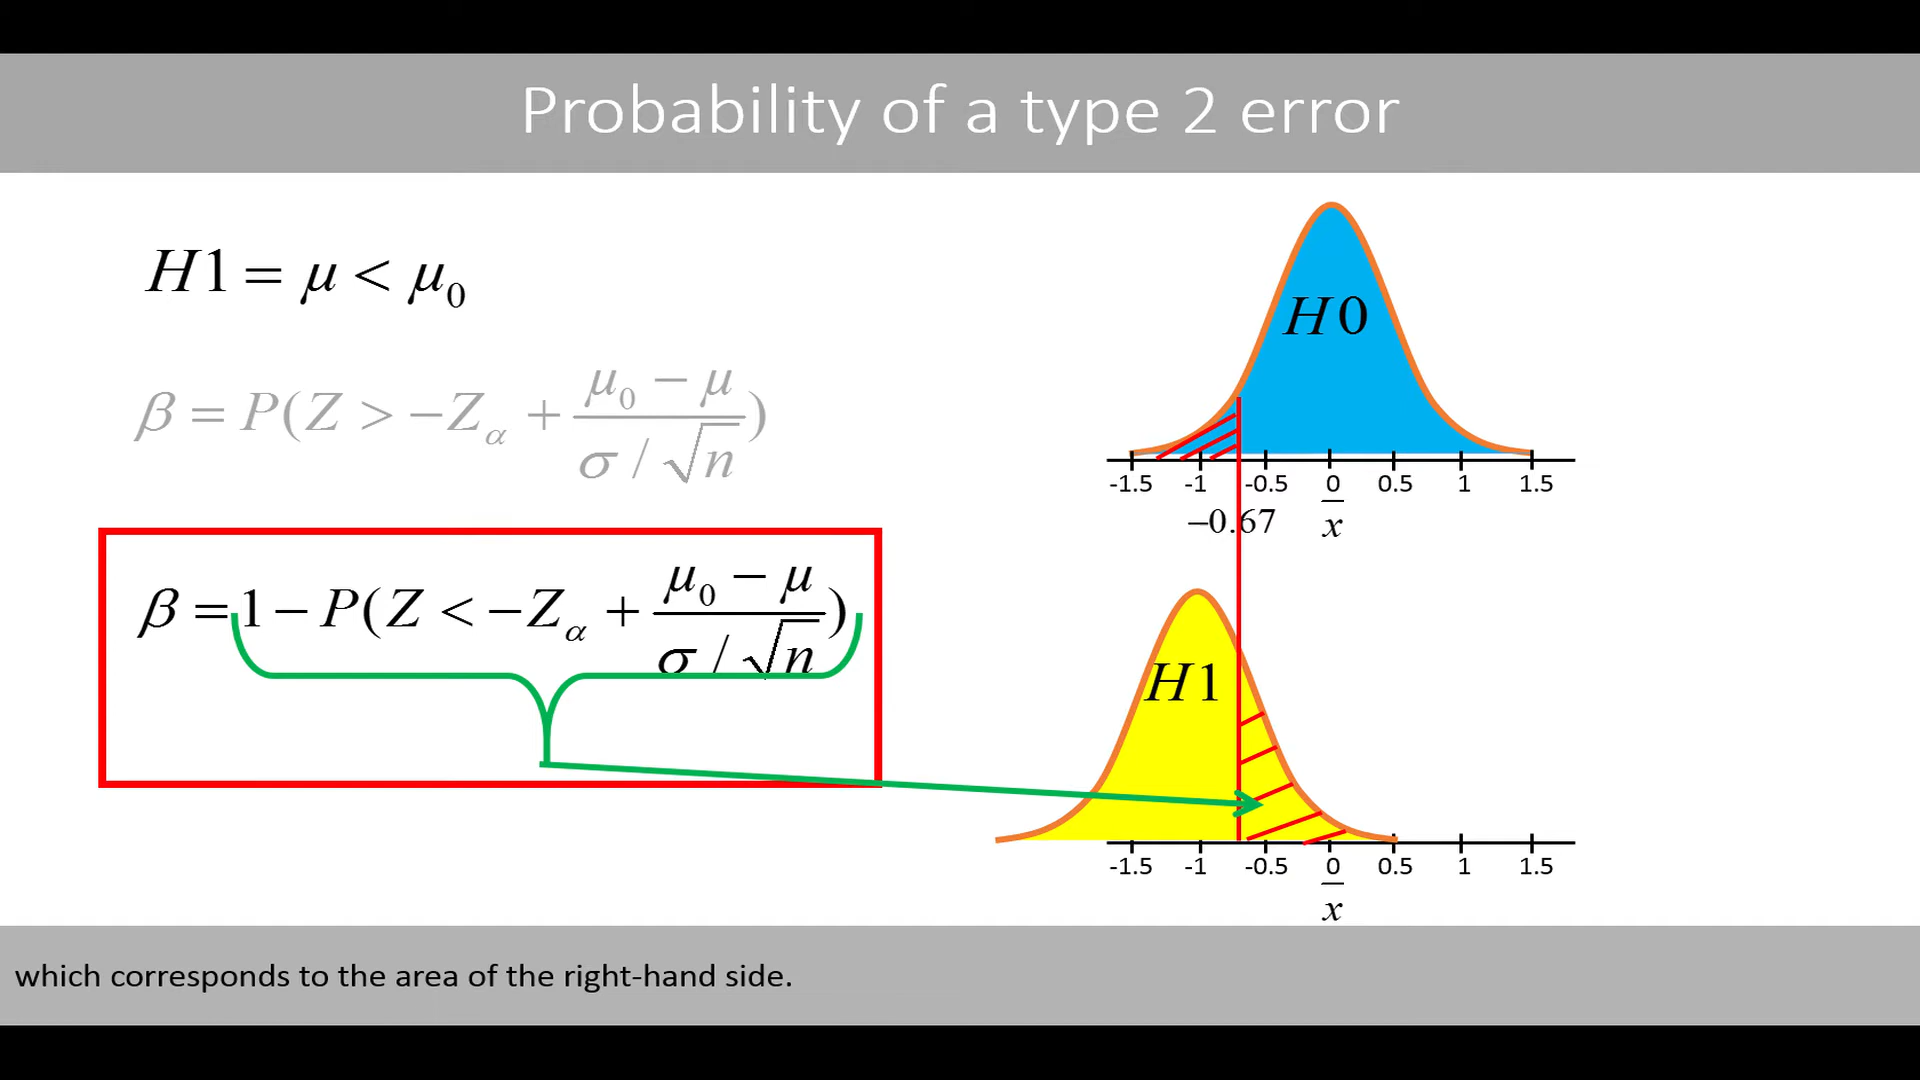 Probability of a type 2 error
H1 = μ < μ₀
β = P(Z > −Zα + (μ₀ − μ) / (σ / √n))
β = 1 − P(Z < −Zα + (μ₀ − μ) / (σ / √n))
H0
-1.5 -1 -0.5 0 0.5 1 1.5
−0.67 x̄
H1
-1.5 -1 -0.5 0 0.5 1 1.5
x̄
which corresponds to the area of the right-hand side.